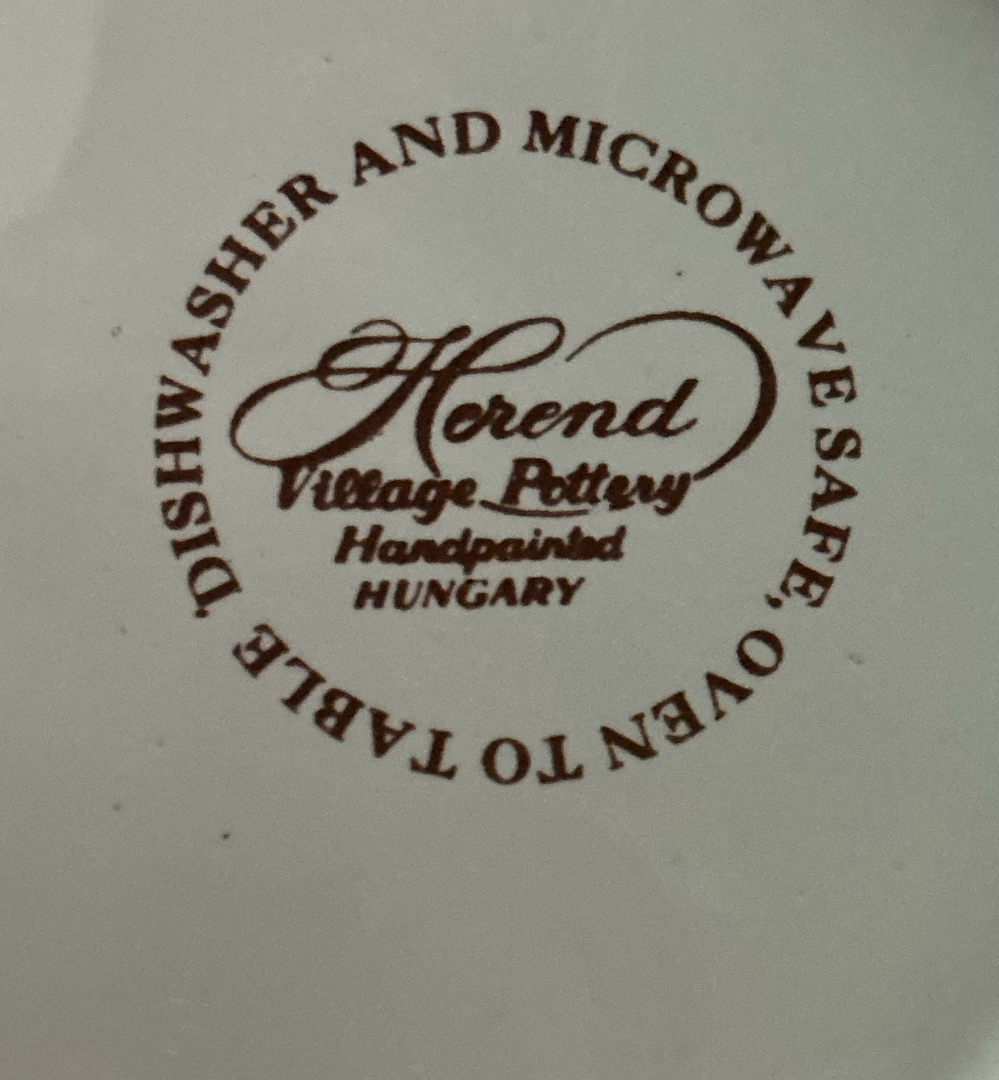 DISHWASHER AND MICROWAVE SAFE, OVEN TO TABLE
Herend
Village Pottery
Handpainted
HUNGARY